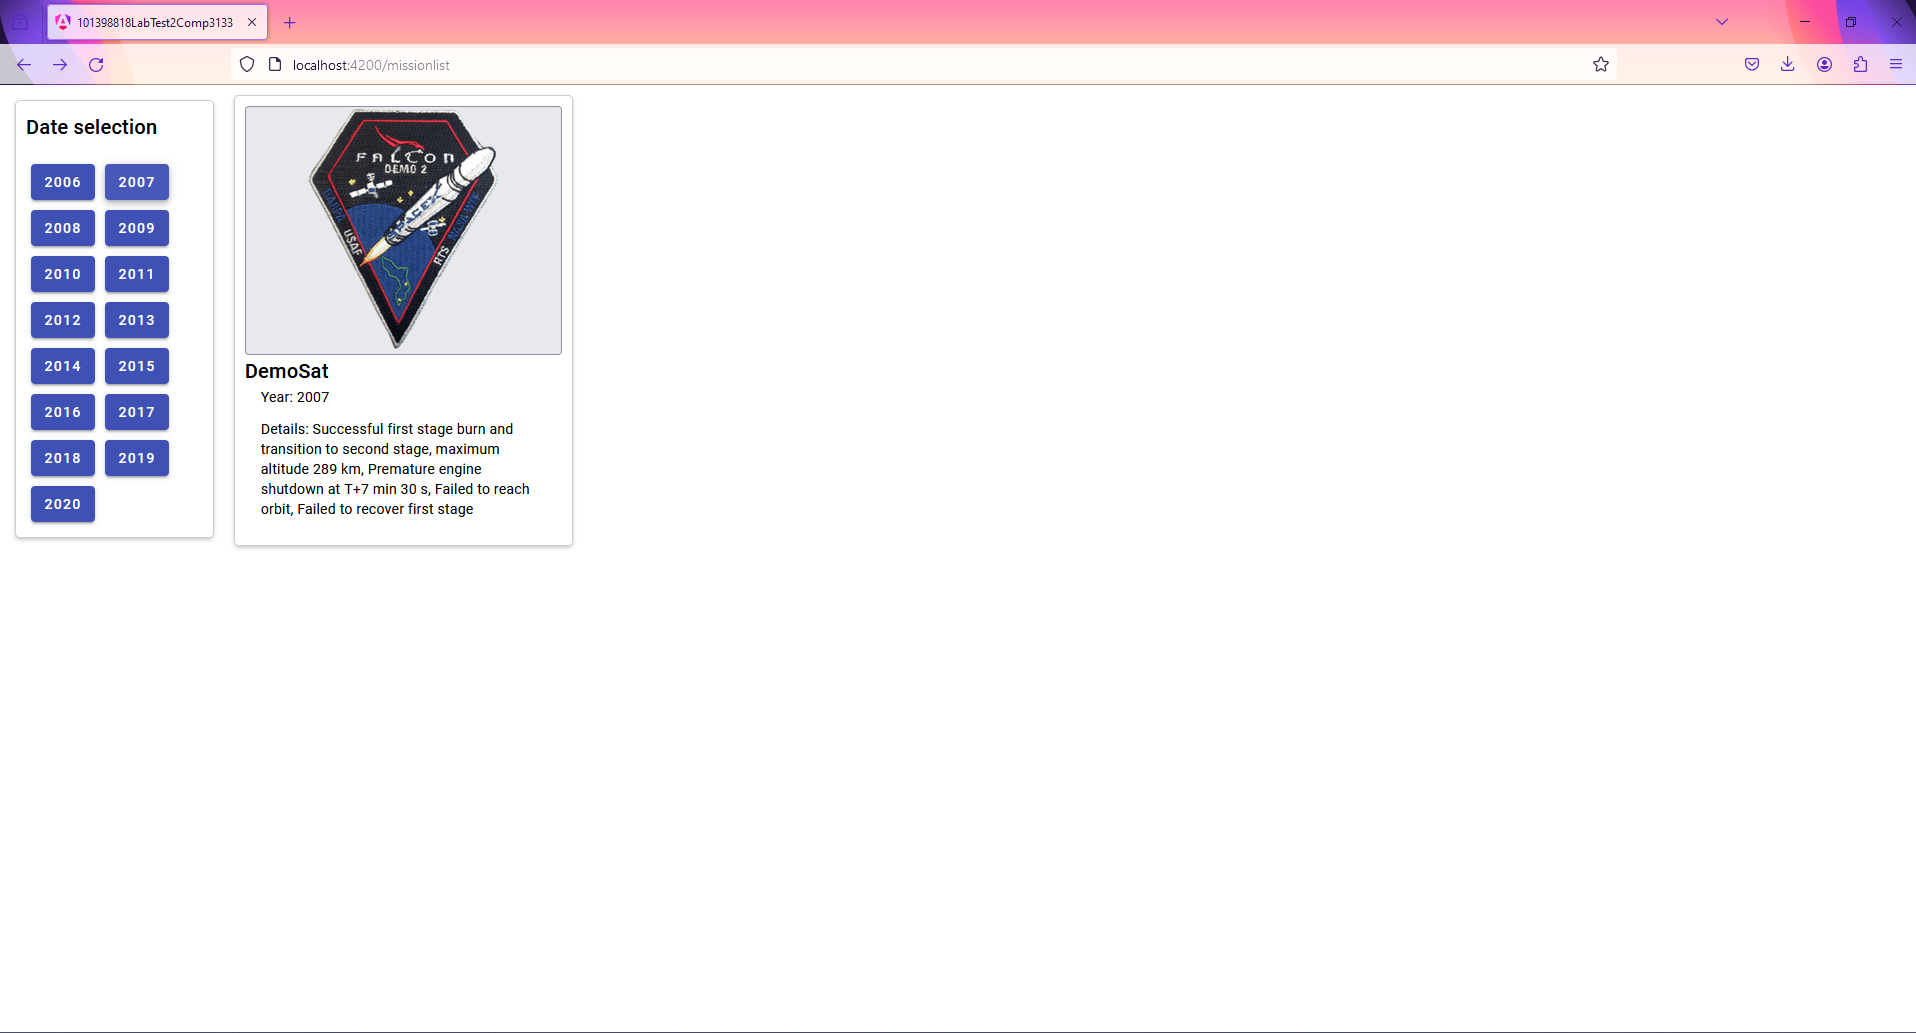 101398818LabTest2Comp3133
localhost:4200/missionlist
Date selection
2006 2007
2008 2009
2010 2011
2012 2013
2014 2015
2016 2017
2018 2019
2020
FALCON
DEMO 2
DARPA
USAF
SPACEX
RTS
NASA WFF
DemoSat
Year: 2007
Details: Successful first stage burn and
transition to second stage, maximum
altitude 289 km, Premature engine
shutdown at T+7 min 30 s, Failed to reach
orbit, Failed to recover first stage